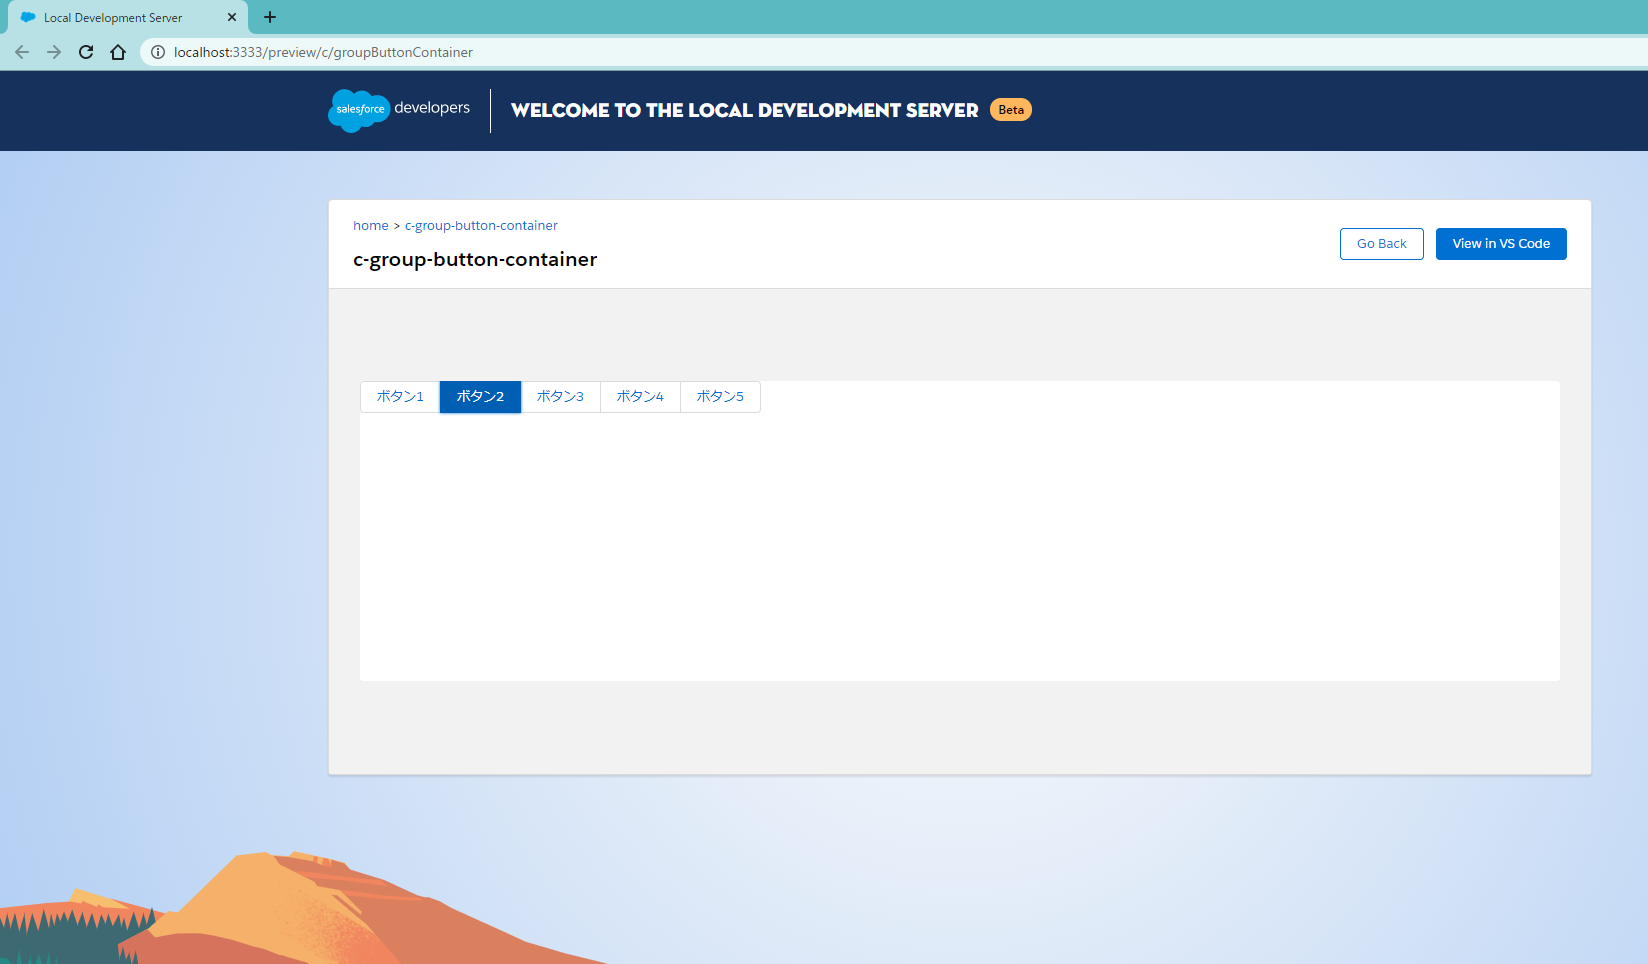 Local Development Server
localhost:3333/preview/c/groupButtonContainer
salesforce developers
WELCOME TO THE LOCAL DEVELOPMENT SERVER Beta
home > c-group-button-container
c-group-button-container
Go Back View in VS Code
ボタン1 ボタン2 ボタン3 ボタン4 ボタン5